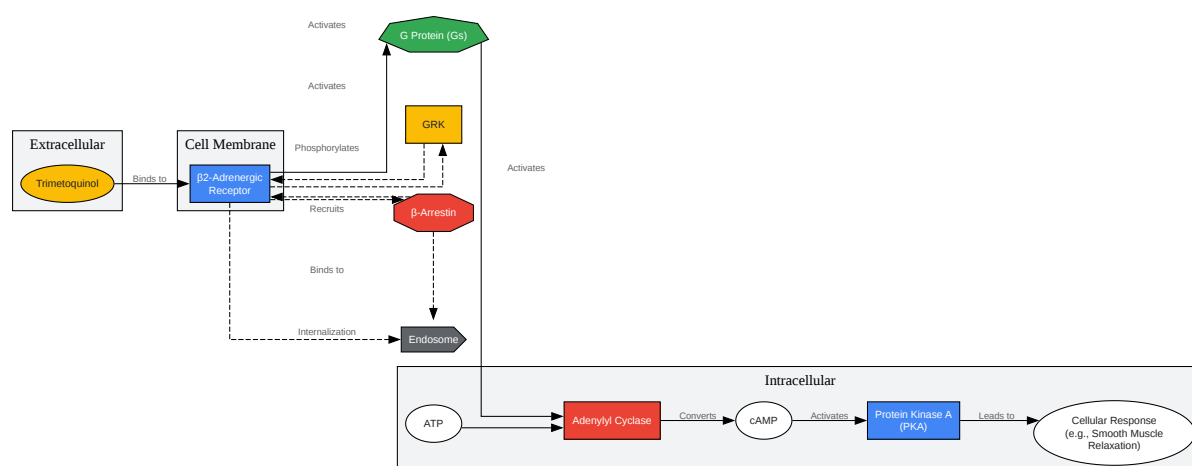 Activates
G Protein (Gs)
Activates
GRK
Extracellular
Cell Membrane
Phosphorylates
Activates
Trimetoquinol
Binds to
β2-Adrenergic
Receptor
Recruits
β-Arrestin
Binds to
Internalization
Endosome
Intracellular
ATP
Adenylyl Cyclase
Converts
cAMP
Activates
Protein Kinase A
(PKA)
Leads to
Cellular Response
(e.g., Smooth Muscle
Relaxation)